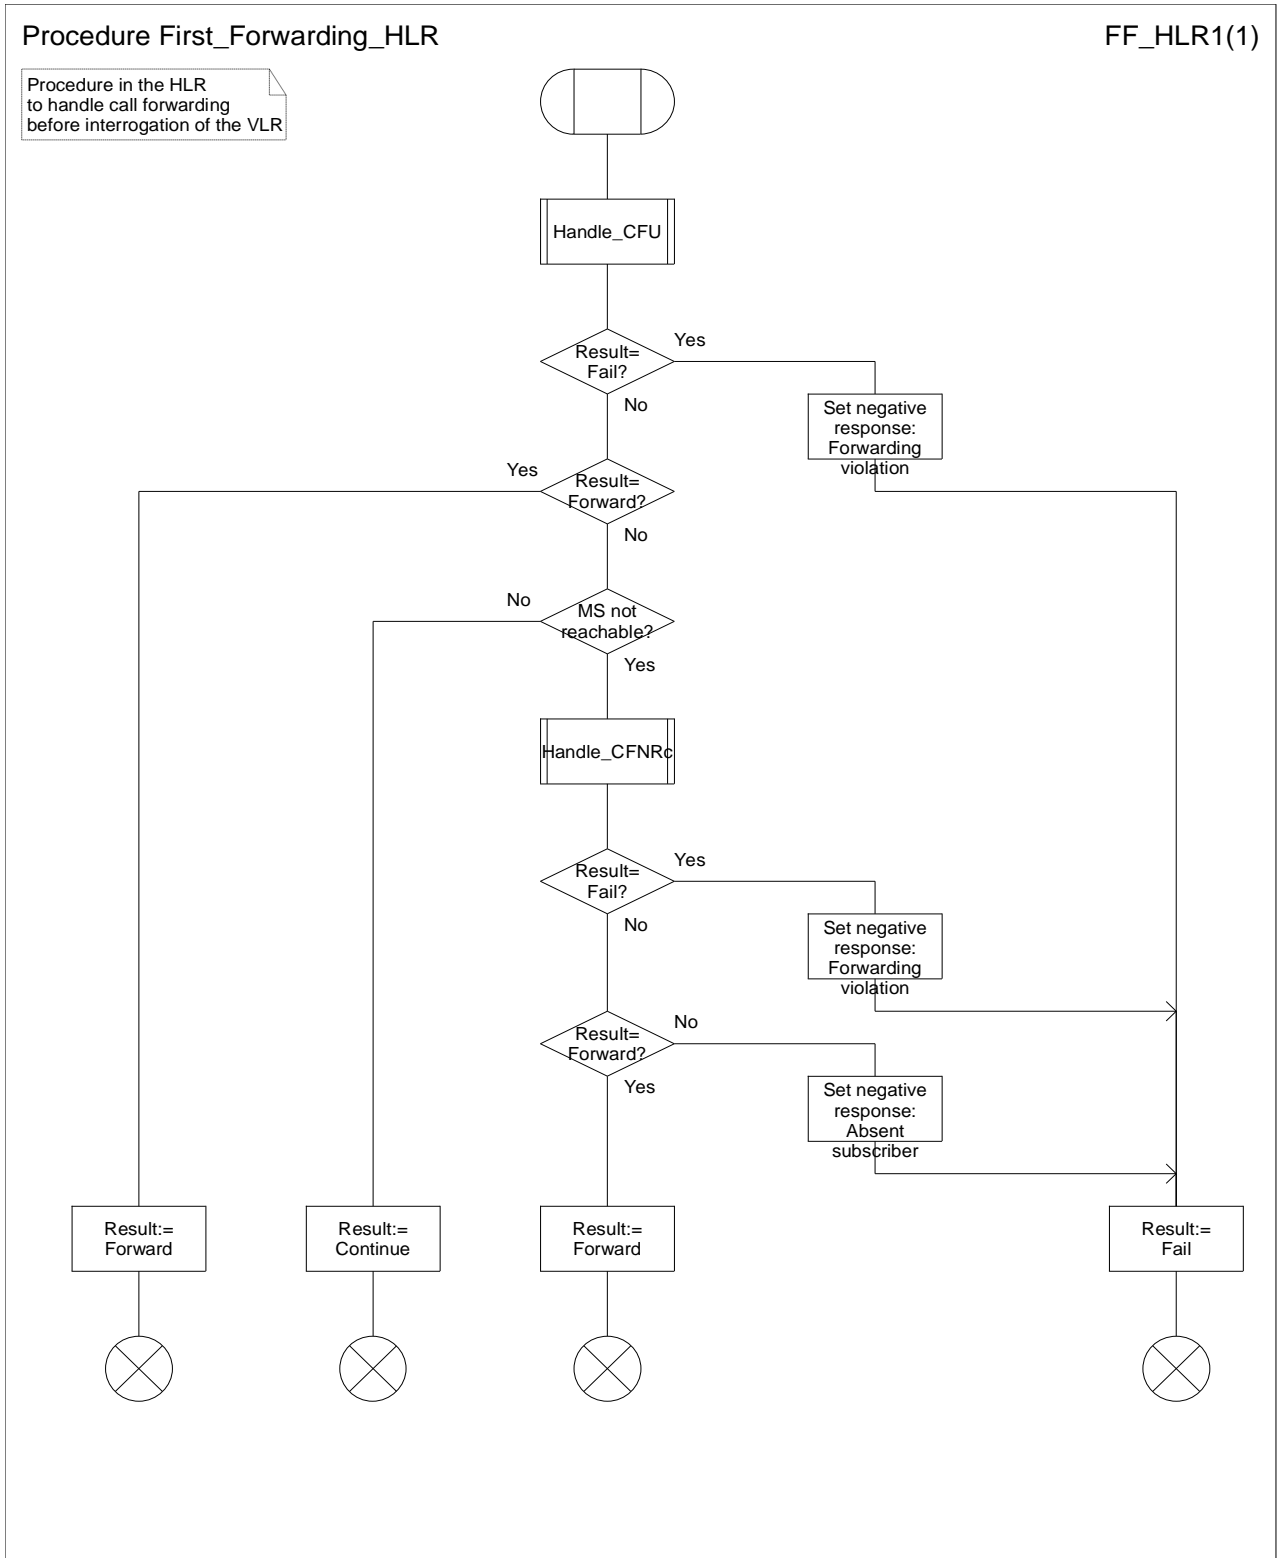 Procedure First_Forwarding_HLR
FF_HLR1(1)
Procedure in the HLR
to handle call forwarding
before interrogation of the VLR
Handle_CFU
Result=
Fail?
Yes
No
Set negative
response:
Forwarding
violation
Yes
Result=
Forward?
No
No
MS not
reachable?
Yes
Handle_CFNRc
Result=
Fail?
Yes
No
Set negative
response:
Forwarding
violation
Result=
Forward?
No
Yes
Set negative
response:
Absent
subscriber
Result:=
Forward
Result:=
Continue
Result:=
Forward
Result:=
Fail